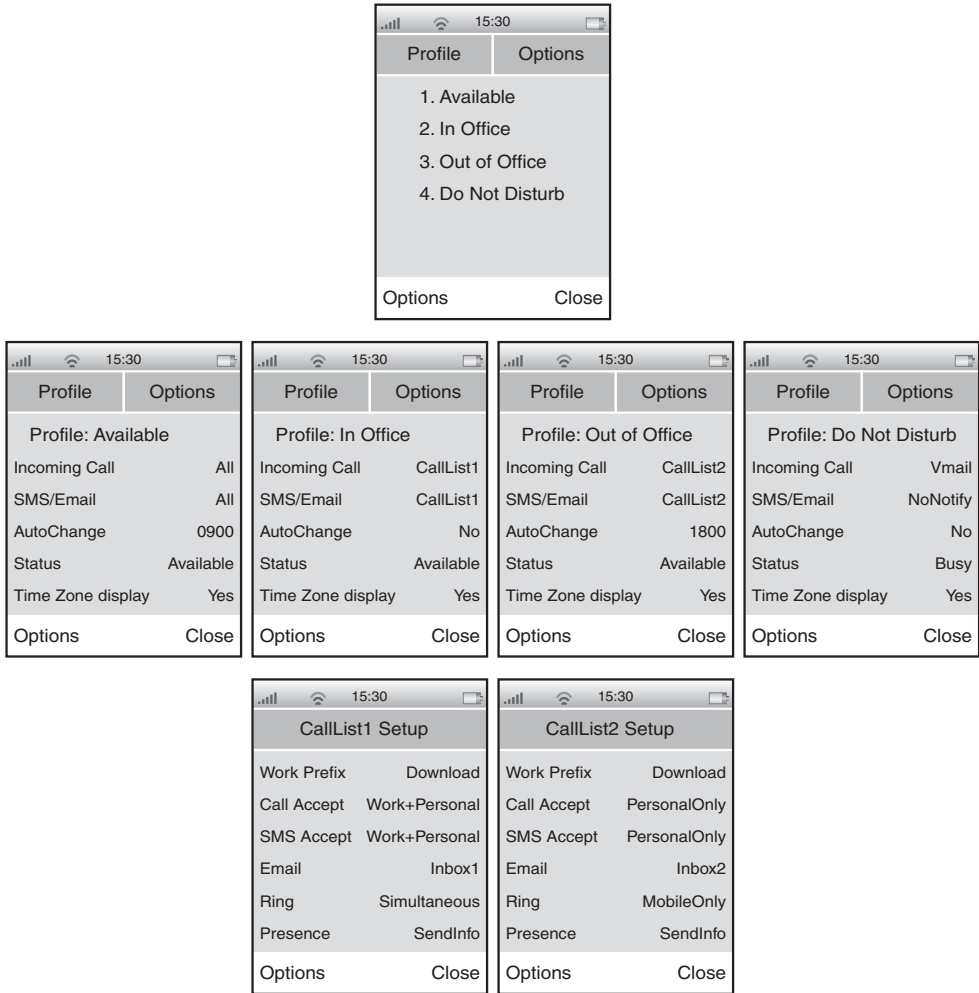 15:30
Profile Options
1. Available
2. In Office
3. Out of Office
4. Do Not Disturb
Options Close
15:30
Profile Options
Profile: Available
Incoming Call All
SMS/Email All
AutoChange 0900
Status Available
Time Zone display Yes
Options Close
15:30
Profile Options
Profile: In Office
Incoming Call CallList1
SMS/Email CallList1
AutoChange No
Status Available
Time Zone display Yes
Options Close
15:30
Profile Options
Profile: Out of Office
Incoming Call CallList2
SMS/Email CallList2
AutoChange 1800
Status Available
Time Zone display Yes
Options Close
15:30
Profile Options
Profile: Do Not Disturb
Incoming Call Vmail
SMS/Email NoNotify
AutoChange No
Status Busy
Time Zone display Yes
Options Close
15:30
CallList1 Setup
Work Prefix Download
Call Accept Work+Personal
SMS Accept Work+Personal
Email Inbox1
Ring Simultaneous
Presence SendInfo
Options Close
15:30
CallList2 Setup
Work Prefix Download
Call Accept PersonalOnly
SMS Accept PersonalOnly
Email Inbox2
Ring MobileOnly
Presence SendInfo
Options Close